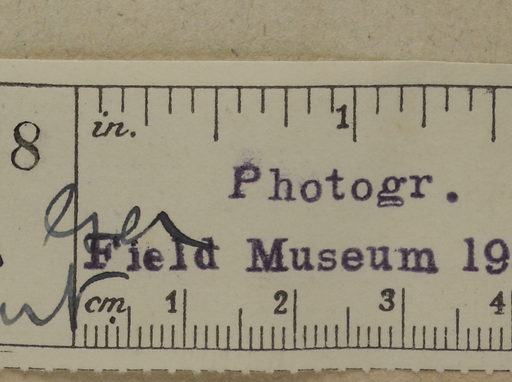 in. 1
8
Photogr.
Field Museum 19
cm 1 2 3 4